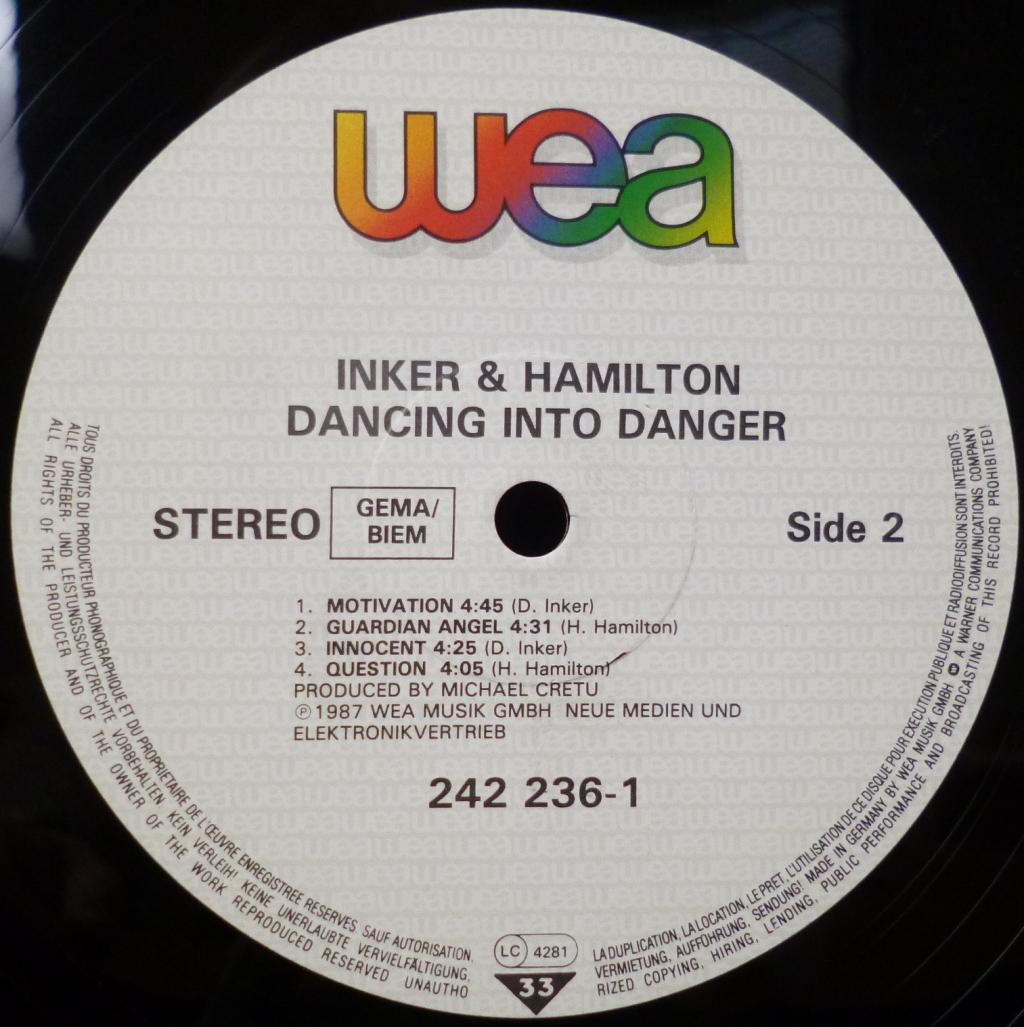 wea
INKER & HAMILTON
DANCING INTO DANGER
STEREO
GEMA/
BIEM
Side 2
1. MOTIVATION 4:45 (D. Inker)
2. GUARDIAN ANGEL 4:31 (H. Hamilton)
3. INNOCENT 4:25 (D. Inker)
4. QUESTION 4:05 (H. Hamilton)
PRODUCED BY MICHAEL CRETU
℗1987 WEA MUSIK GMBH NEUE MEDIEN UND
ELEKTRONIKVERTRIEB
242 236-1
TOUS DROITS DU PRODUCTEUR PHONOGRAPHIQUE ET DU PROPRIETAIRE DE L'ŒUVRE ENREGISTREE RESERVES. SAUF AUTORISATION, LA DUPLICATION, LA LOCATION, LE PRET, L'UTILISATION DE CE DISQUE POUR EXECUTION PUBLIQUE ET RADIODIFFUSION SONT INTERDITS.
ALLE URHEBER- UND LEISTUNGSSCHUTZRECHTE VORBEHALTEN. KEIN VERLEIH! KEINE UNERLAUBTE VERVIELFÄLTIGUNG, VERMIETUNG, AUFFÜHRUNG, SENDUNG! MADE IN GERMANY BY WEA MUSIK GMBH A WARNER COMMUNICATIONS COMPANY
ALL RIGHTS OF THE PRODUCER AND OF THE OWNER OF THE WORK REPRODUCED RESERVED UNAUTHORIZED COPYING, HIRING, LENDING, PUBLIC PERFORMANCE AND BROADCASTING OF THIS RECORD PROHIBITED!
LC 4281
33